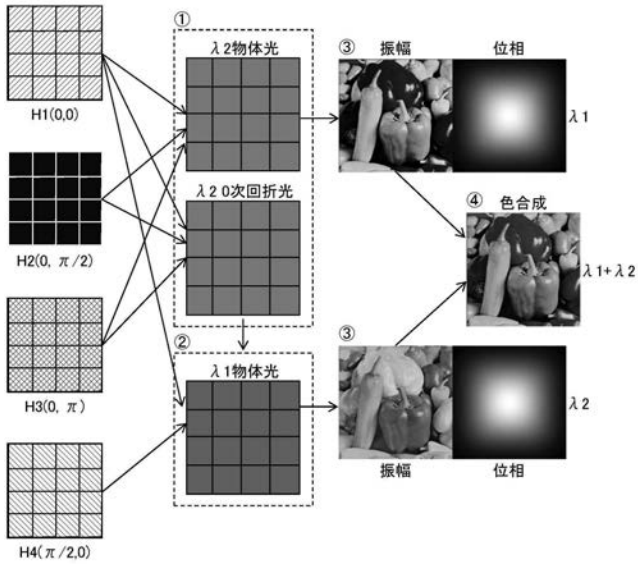 ①
H1(0,0)
H2(0, π/2)
H3(0, π)
H4(π/2,0)
λ2物体光
λ2 0次回折光
②
λ1物体光
③ 振幅 位相
λ1
④ 色合成
λ1+λ2
③
λ2
振幅 位相